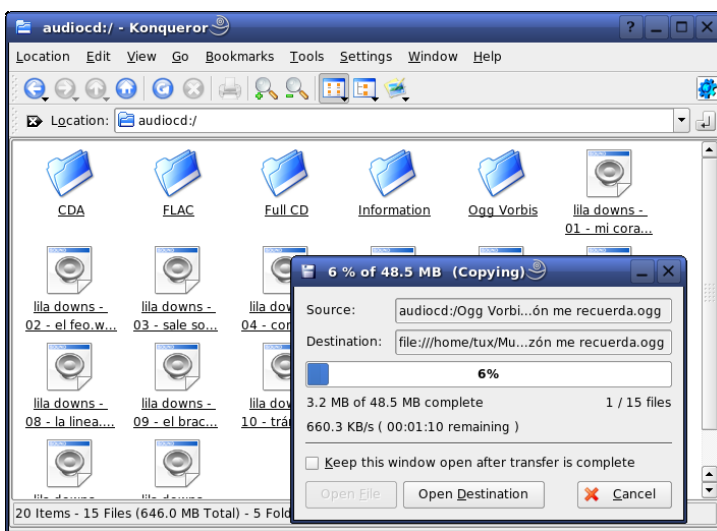 audiocd:/ - Konqueror
Location Edit View Go Bookmarks Tools Settings Window Help
Location: audiocd:/
CDA FLAC Full CD Information Ogg Vorbis lila downs -
01 - mi cora...
lila downs - lila downs - lila dow
02 - el feo.w... 03 - sale so... 04 - cor
lila downs - lila downs - lila dow
08 - la linea.... 09 - el brac... 10 - trá
20 Items - 15 Files (646.0 MB Total) - 5 Fold
6 % of 48.5 MB (Copying)
Source: audiocd:/Ogg Vorbi...ón me recuerda.ogg
Destination: file:///home/tux/Mu...zón me recuerda.ogg
6%
3.2 MB of 48.5 MB complete 1 / 15 files
660.3 KB/s ( 00:01:10 remaining )
Keep this window open after transfer is complete
Open File Open Destination Cancel